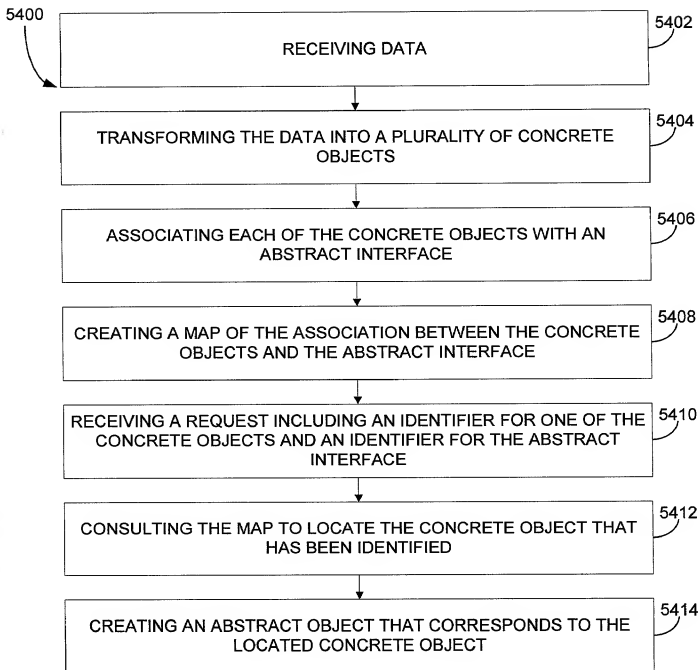 5400
5402
RECEIVING DATA
5404
TRANSFORMING THE DATA INTO A PLURALITY OF CONCRETE
OBJECTS
5406
ASSOCIATING EACH OF THE CONCRETE OBJECTS WITH AN
ABSTRACT INTERFACE
5408
CREATING A MAP OF THE ASSOCIATION BETWEEN THE CONCRETE
OBJECTS AND THE ABSTRACT INTERFACE
5410
RECEIVING A REQUEST INCLUDING AN IDENTIFIER FOR ONE OF THE
CONCRETE OBJECTS AND AN IDENTIFIER FOR THE ABSTRACT
INTERFACE
5412
CONSULTING THE MAP TO LOCATE THE CONCRETE OBJECT THAT
HAS BEEN IDENTIFIED
5414
CREATING AN ABSTRACT OBJECT THAT CORRESPONDS TO THE
LOCATED CONCRETE OBJECT